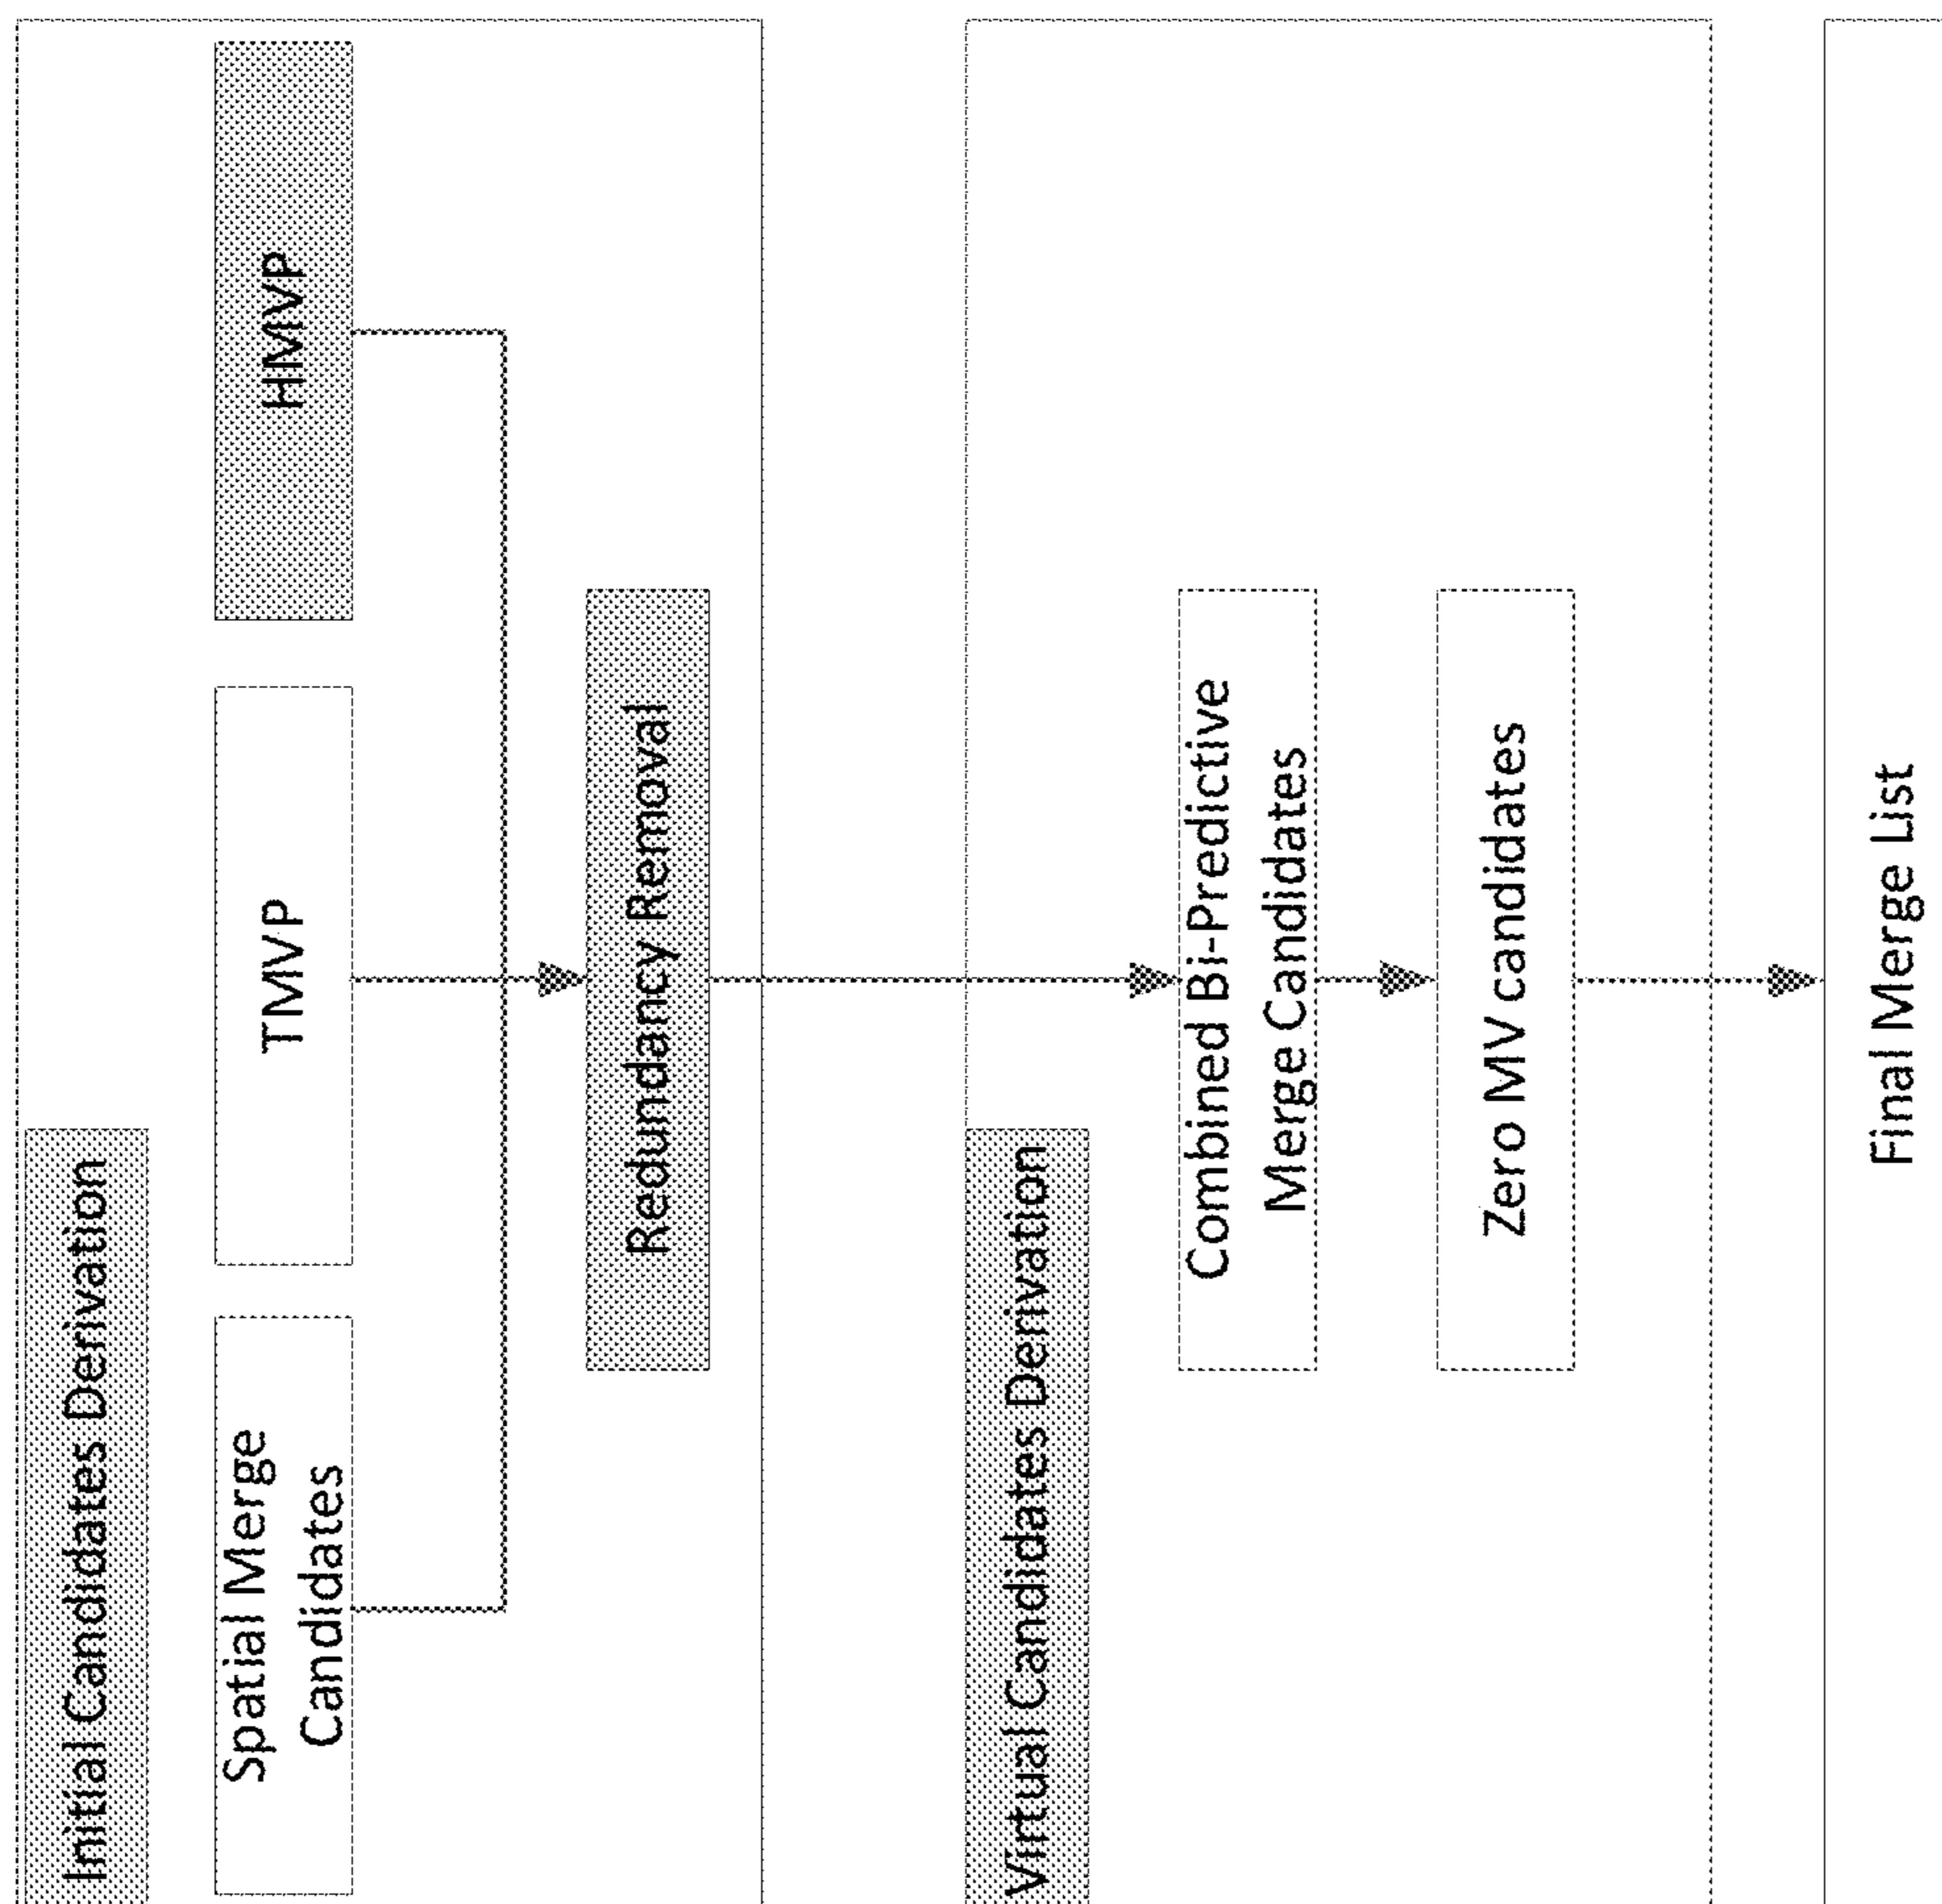 Initial Candidates Derivation
Spatial Merge
Candidates
TMVP
HMVP
Redundancy Removal
Virtual Candidates Derivation
Combined Bi-Predictive
Merge Candidates
Zero MV candidates
Final Merge List